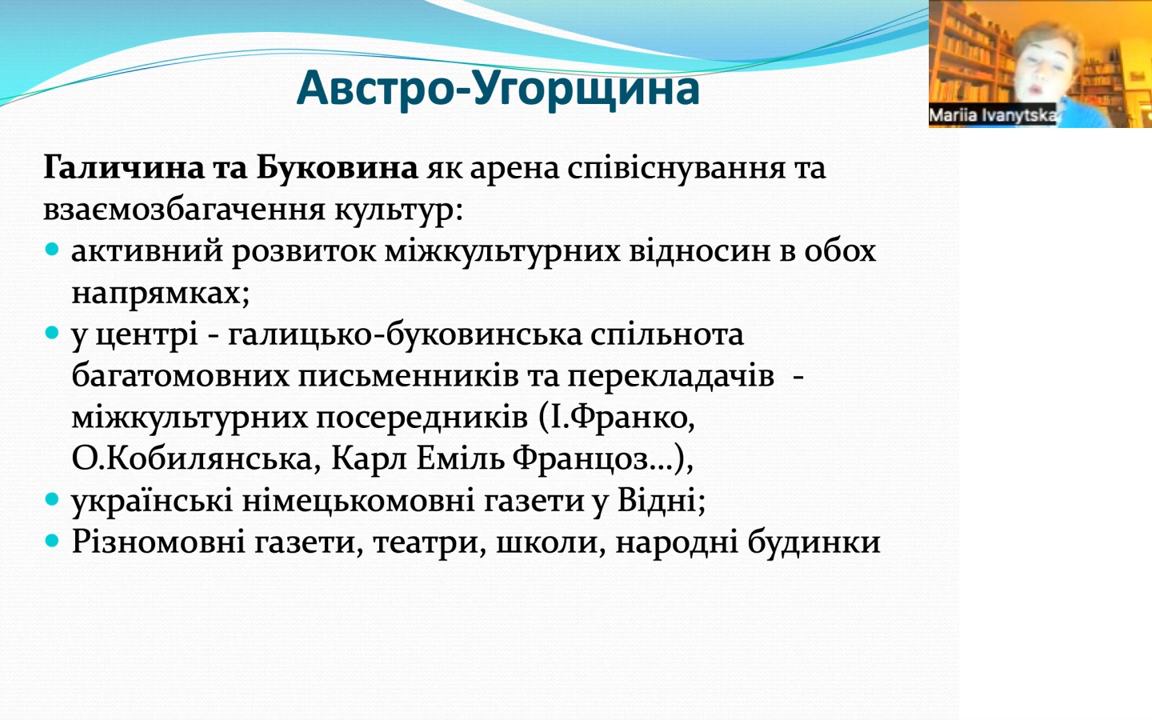 Австро-Угорщина
Mariia Ivanytska
Галичина та Буковина як арена співіснування та
взаємозбагачення культур:
• активний розвиток міжкультурних відносин в обох
напрямках;
• у центрі - галицько-буковинська спільнота
багатомовних письменників та перекладачів -
міжкультурних посередників (І.Франко,
О.Кобилянська, Карл Еміль Француз...),
• українські німецькомовні газети у Відні;
• Різномовні газети, театри, школи, народні будинки